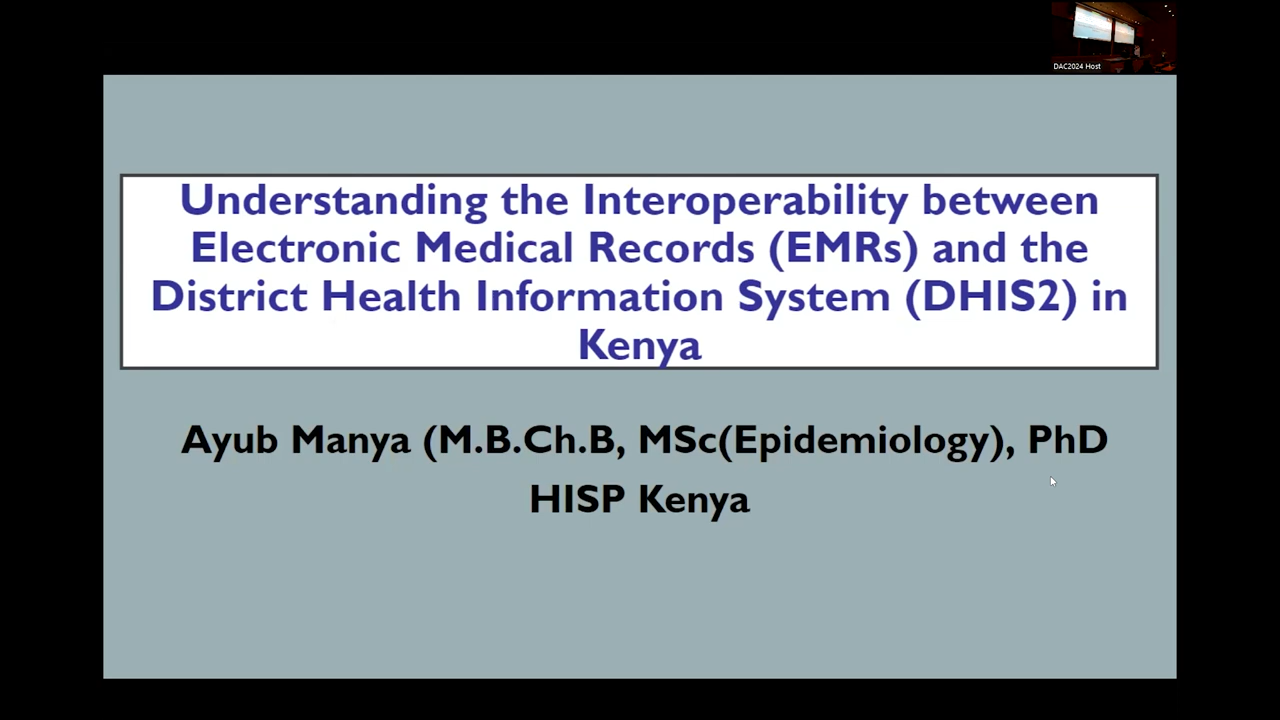 DAC2024 Host
Understanding the Interoperability between
Electronic Medical Records (EMRs) and the
District Health Information System (DHIS2) in
Kenya
Ayub Manya (M.B.Ch.B, MSc(Epidemiology), PhD
HISP Kenya